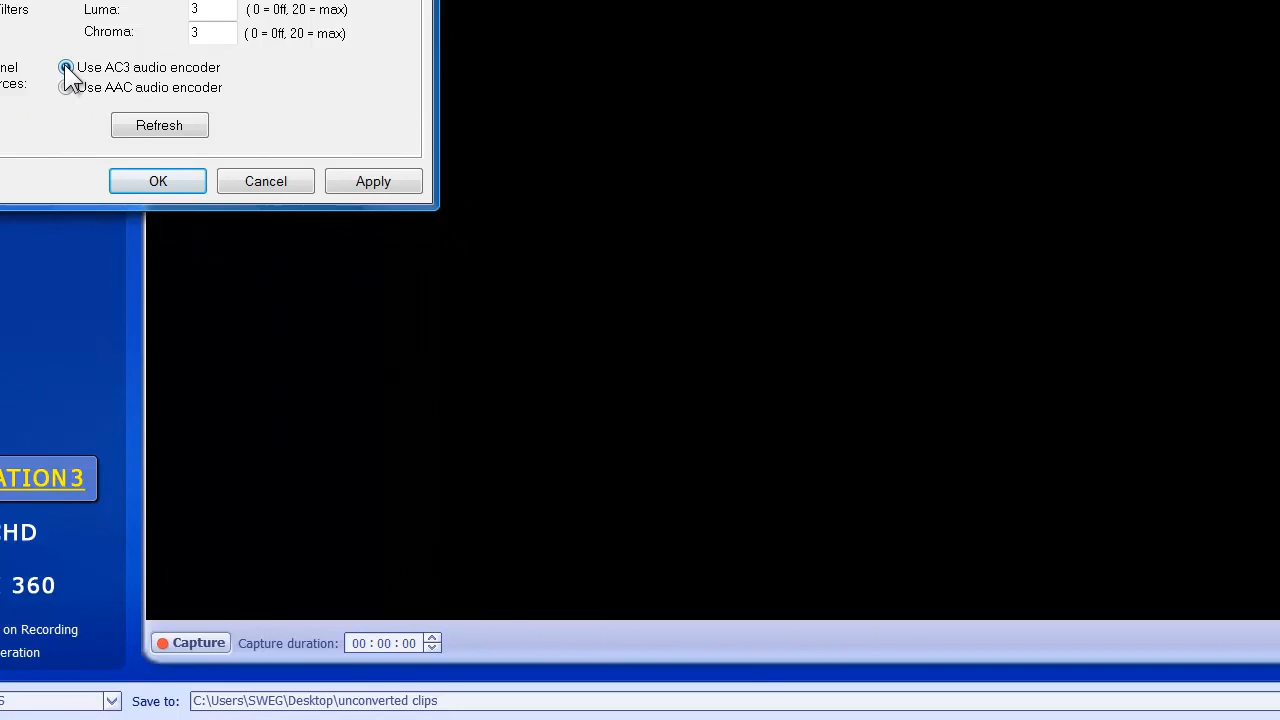 ilters Luma: 3 ( 0 = 0ff, 20 = max)
Chroma: 3 ( 0 = 0ff, 20 = max)
nel Use AC3 audio encoder
rces: Use AAC audio encoder
Refresh
OK Cancel Apply
ATION3
CHD
360
on Recording
eration
Capture Capture duration: 00:00:00
S Save to: C:\Users\SWEG\Desktop\unconverted clips